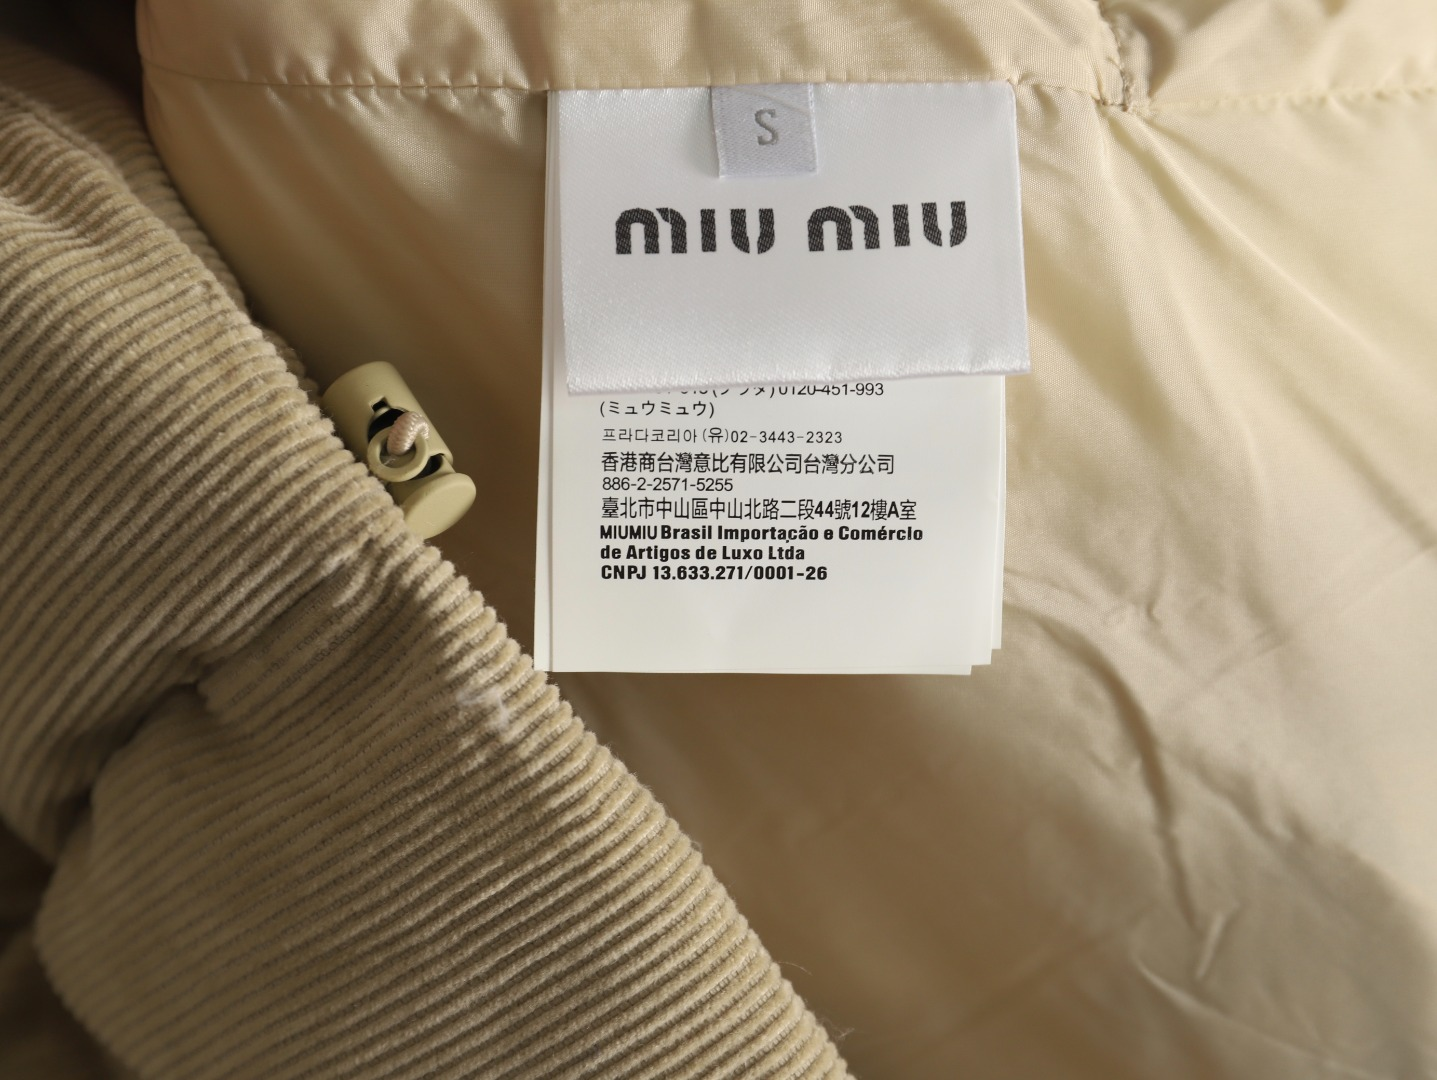 S
miu miu
0120-451-993
(ミュウミュウ)
프라다코리아 (유)02-3443-2323
香港商台灣意比有限公司台灣分公司
886-2-2571-5255
臺北市中山區中山北路二段44號12樓A室
MIUMIU Brasil Importação e Comércio
de Artigos de Luxo Ltda
CNPJ 13.633.271/0001-26